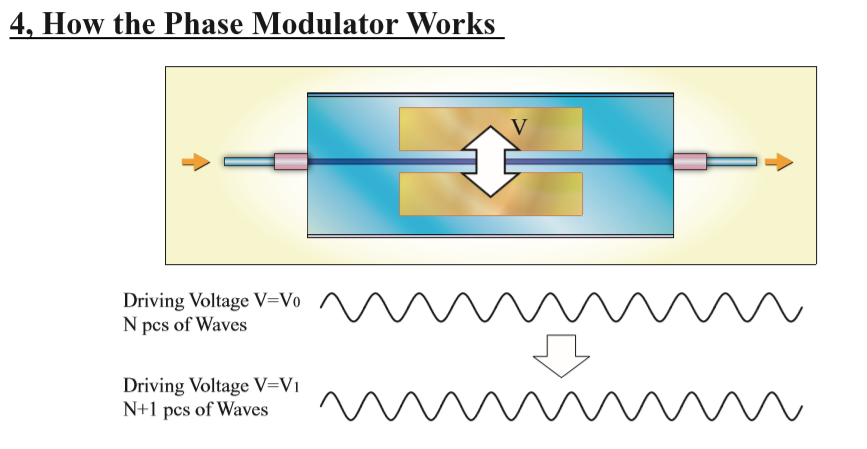 4, How the Phase Modulator Works
V
Driving Voltage V=V0
N pcs of Waves
Driving Voltage V=V1
N+1 pcs of Waves